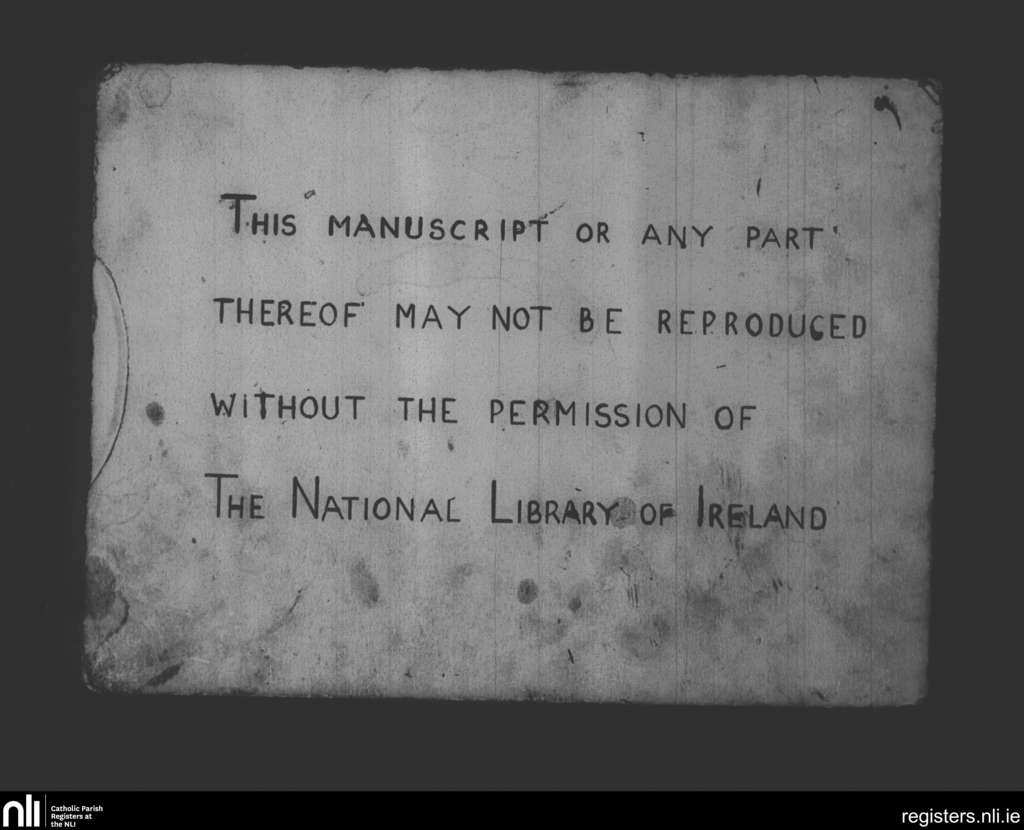 THIS MANUSCRIPT OR ANY PART
THEREOF MAY NOT BE REPRODUCED
WITHOUT THE PERMISSION OF
THE NATIONAL LIBRARY OF IRELAND
nli
Catholic Parish
Registers at
the NLI
registers.nli.ie